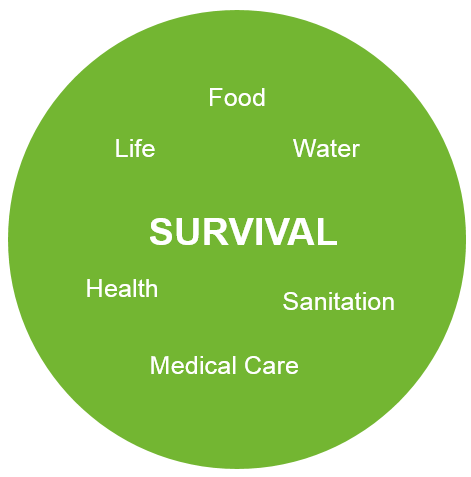 Food
Life
Water
SURVIVAL
Health
Sanitation
Medical Care